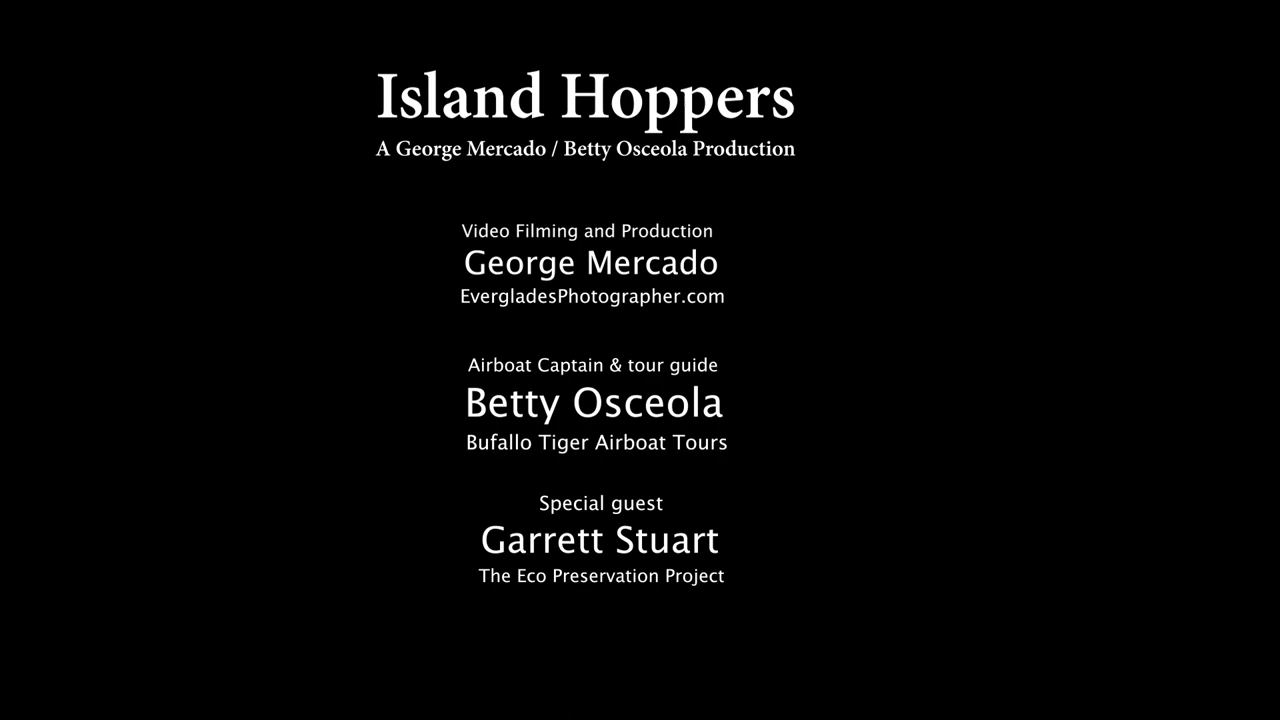 Island Hoppers
A George Mercado / Betty Osceola Production
Video Filming and Production
George Mercado
EvergladesPhotographer.com
Airboat Captain & tour guide
Betty Osceola
Bufallo Tiger Airboat Tours
Special guest
Garrett Stuart
The Eco Preservation Project